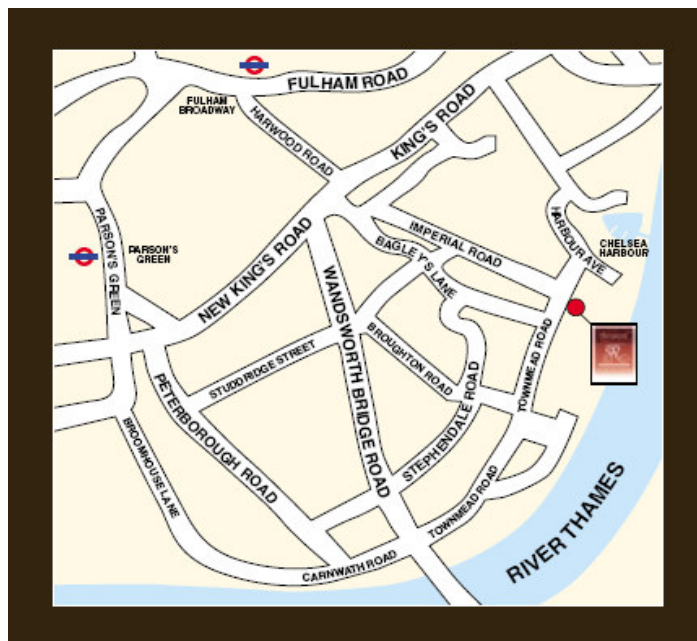 FULHAM ROAD
FULHAM
BROADWAY
HARWOOD ROAD
KING'S ROAD
PARSON'S GREEN
PARSON'S
GREEN
NEW KING'S ROAD
IMPERIAL ROAD
BAGLEY'S LANE
HARBOUR AVE
CHELSEA
HARBOUR
WANDSWORTH BRIDGE ROAD
STUDDRIDGE STREET
BROUGHTON ROAD
TOWNMEAD ROAD
PETERBOROUGH ROAD
STEPHENDALE ROAD
BROOMHOUSE LANE
TOWNMEAD ROAD
CARNWATH ROAD
RIVER THAMES